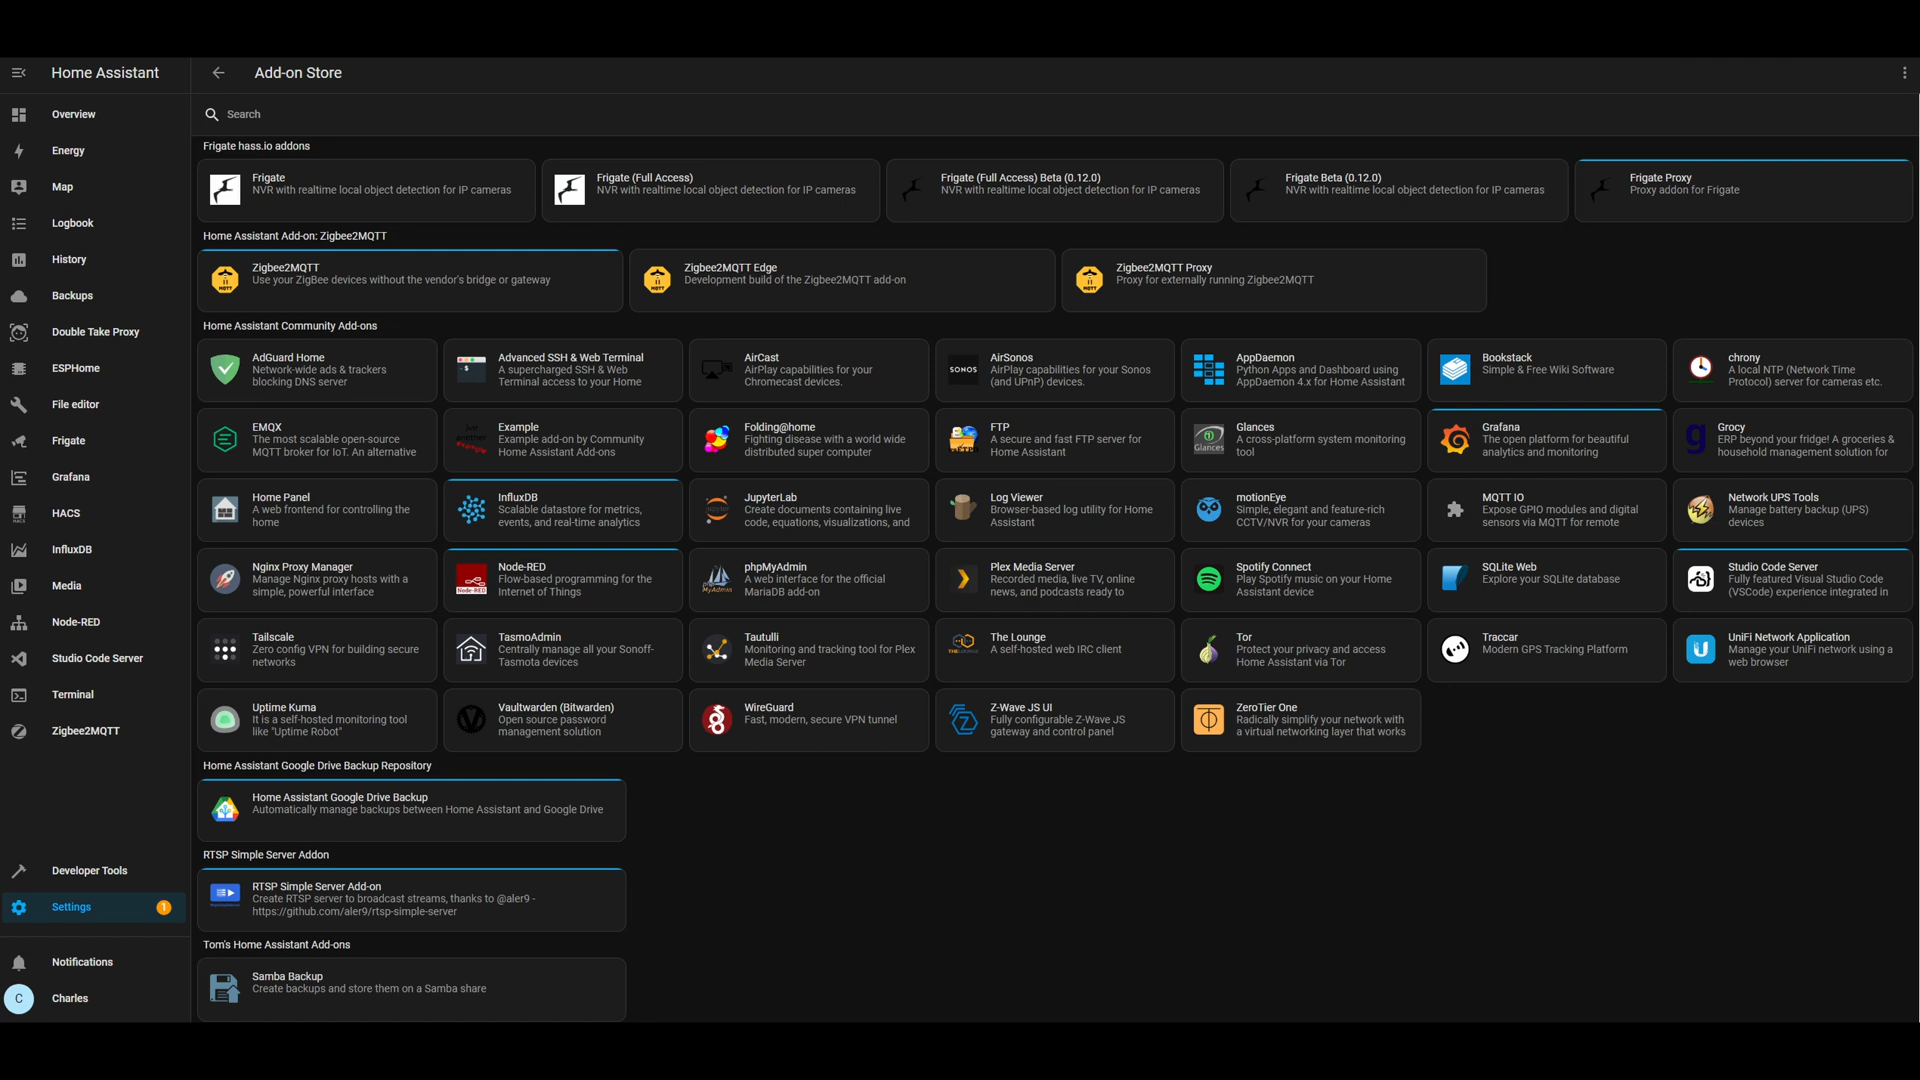 Home Assistant
Add-on Store
Overview
Energy
Map
Logbook
History
Backups
Double Take Proxy
ESPHome
File editor
Frigate
Grafana
HACS
InfluxDB
Media
Node-RED
Studio Code Server
Terminal
Zigbee2MQTT
Developer Tools
Settings
1
Notifications
C
Charles
Search
Frigate hass.io addons
Frigate
NVR with realtime local object detection for IP cameras
Frigate (Full Access)
NVR with realtime local object detection for IP cameras
Frigate (Full Access) Beta (0.12.0)
NVR with realtime local object detection for IP cameras
Frigate Beta (0.12.0)
NVR with realtime local object detection for IP cameras
Frigate Proxy
Proxy addon for Frigate
Home Assistant Add-on: Zigbee2MQTT
MQTT
Zigbee2MQTT
Use your ZigBee devices without the vendor's bridge or gateway
MQTT
Zigbee2MQTT Edge
Development build of the Zigbee2MQTT add-on
MQTT
Zigbee2MQTT Proxy
Proxy for externally running Zigbee2MQTT
Home Assistant Community Add-ons
AdGuard Home
Network-wide ads & trackers
blocking DNS server
Advanced SSH & Web Terminal
A supercharged SSH & Web
Terminal access to your Home
AirCast
AirPlay capabilities for your
Chromecast devices.
SONOS
AirSonos
AirPlay capabilities for your Sonos
(and UPnP) devices.
AppDaemon
Python Apps and Dashboard using
AppDaemon 4.x for Home Assistant
Bookstack
Simple & Free Wiki Software
chrony
A local NTP (Network Time
Protocol) server for cameras etc.
EMQX
The most scalable open-source
MQTT broker for IoT. An alternative
Example
Example add-on by Community
Home Assistant Add-ons
Folding@home
Fighting disease with a world wide
distributed super computer
FTP
A secure and fast FTP server for
Home Assistant
Glances
Glances
A cross-platform system monitoring
tool
Grafana
The open platform for beautiful
analytics and monitoring
g
Grocy
ERP beyond your fridge! A groceries &
household management solution for
Home Panel
A web frontend for controlling the
home
InfluxDB
Scalable datastore for metrics,
events, and real-time analytics
jupyter
JupyterLab
Create documents containing live
code, equations, visualizations, and
Log Viewer
Browser-based log utility for Home
Assistant
motionEye
Simple, elegant and feature-rich
CCTV/NVR for your cameras
MQTT IO
Expose GPIO modules and digital
sensors via MQTT for remote
Network UPS Tools
Manage battery backup (UPS)
devices
Nginx Proxy Manager
Manage Nginx proxy hosts with a
simple, powerful interface
Node-RED
Node-RED
Flow-based programming for the
Internet of Things
phpMyAdmin
A web interface for the official
MariaDB add-on
Plex Media Server
Recorded media, live TV, online
news, and podcasts ready to
Spotify Connect
Play Spotify music on your Home
Assistant device
SQLite Web
Explore your SQLite database
Studio Code Server
Fully featured Visual Studio Code
(VSCode) experience integrated in
Tailscale
Zero config VPN for building secure
networks
TasmoAdmin
Centrally manage all your Sonoff-
Tasmota devices
Tautulli
Monitoring and tracking tool for Plex
Media Server
The Lounge
A self-hosted web IRC client
Tor
Protect your privacy and access
Home Assistant via Tor
Traccar
Modern GPS Tracking Platform
UniFi Network Application
Manage your UniFi network using a
web browser
Uptime Kuma
It is a self-hosted monitoring tool
like "Uptime Robot"
Vaultwarden (Bitwarden)
Open source password
management solution
WireGuard
Fast, modern, secure VPN tunnel
Z-Wave JS UI
Fully configurable Z-Wave JS
gateway and control panel
ZeroTier One
Radically simplify your network with
a virtual networking layer that works
Home Assistant Google Drive Backup Repository
Home Assistant Google Drive Backup
Automatically manage backups between Home Assistant and Google Drive
RTSP Simple Server Addon
RTSP Simple Server Add-on
Create RTSP server to broadcast streams, thanks to @aler9 -
https://github.com/aler9/rtsp-simple-server
Tom's Home Assistant Add-ons
Samba Backup
Create backups and store them on a Samba share